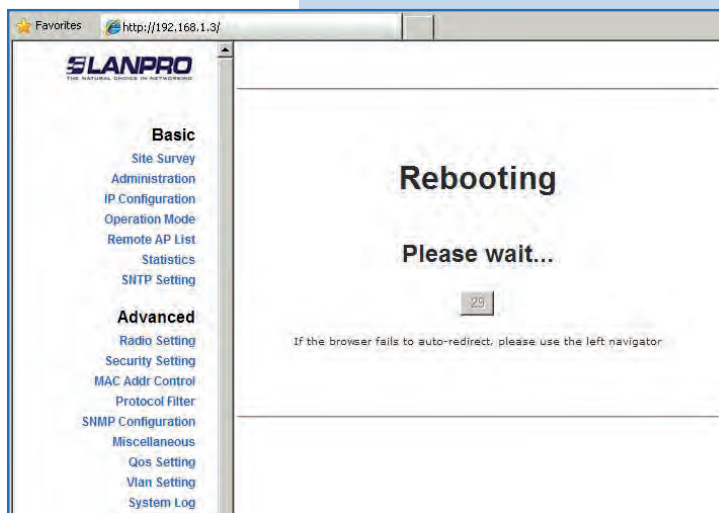 Favorites
http://192.168.1.3/
LANPRO
THE NATURAL CHOICE IN NETWORKING
Basic
Site Survey
Administration
IP Configuration
Operation Mode
Remote AP List
Statistics
SNTP Setting
Advanced
Radio Setting
Security Setting
MAC Addr Control
Protocol Filter
SNMP Configuration
Miscellaneous
Qos Setting
Vlan Setting
System Log
Rebooting
Please wait...
29
If the browser fails to auto-redirect, please use the left navigator